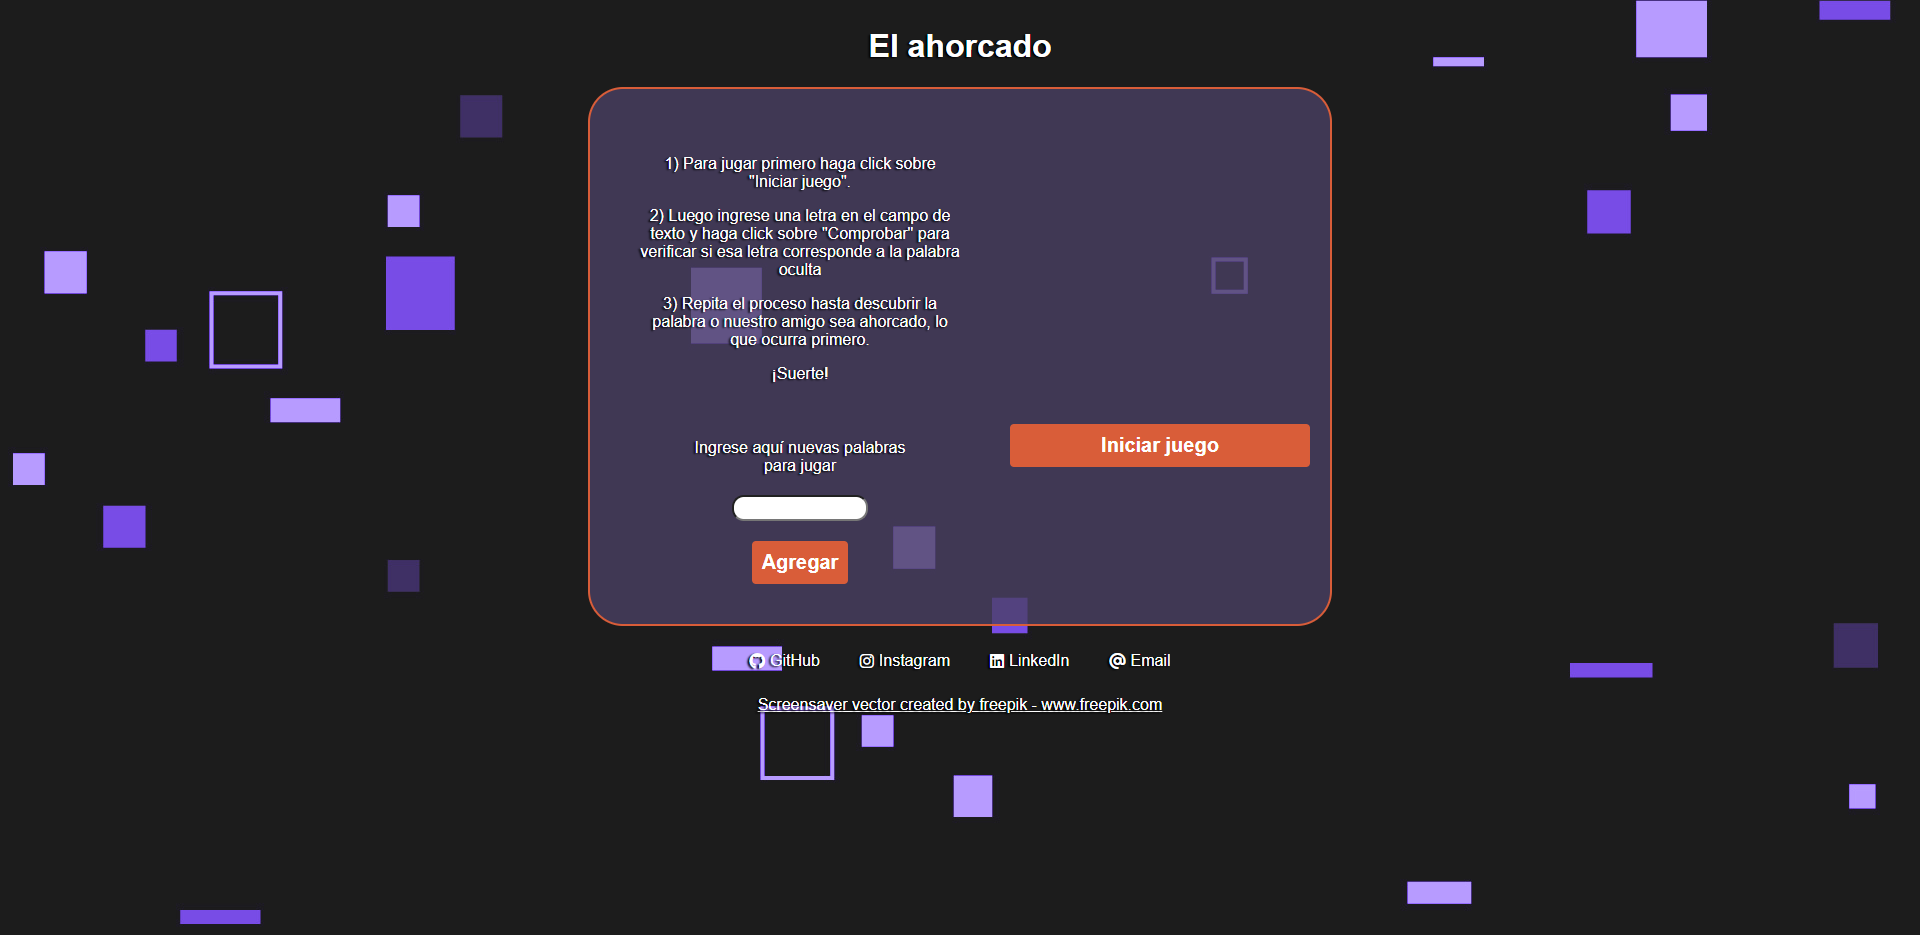 El ahorcado
1) Para jugar primero haga click sobre
"Iniciar juego".
2) Luego ingrese una letra en el campo de
texto y haga click sobre "Comprobar" para
verificar si esa letra corresponde a la palabra
oculta
3) Repita el proceso hasta descubrir la
palabra o nuestro amigo sea ahorcado, lo
que ocurra primero.
¡Suerte!
Iniciar juego
Ingrese aquí nuevas palabras
para jugar
Agregar
GitHub Instagram LinkedIn Email
Screensaver vector created by freepik - www.freepik.com